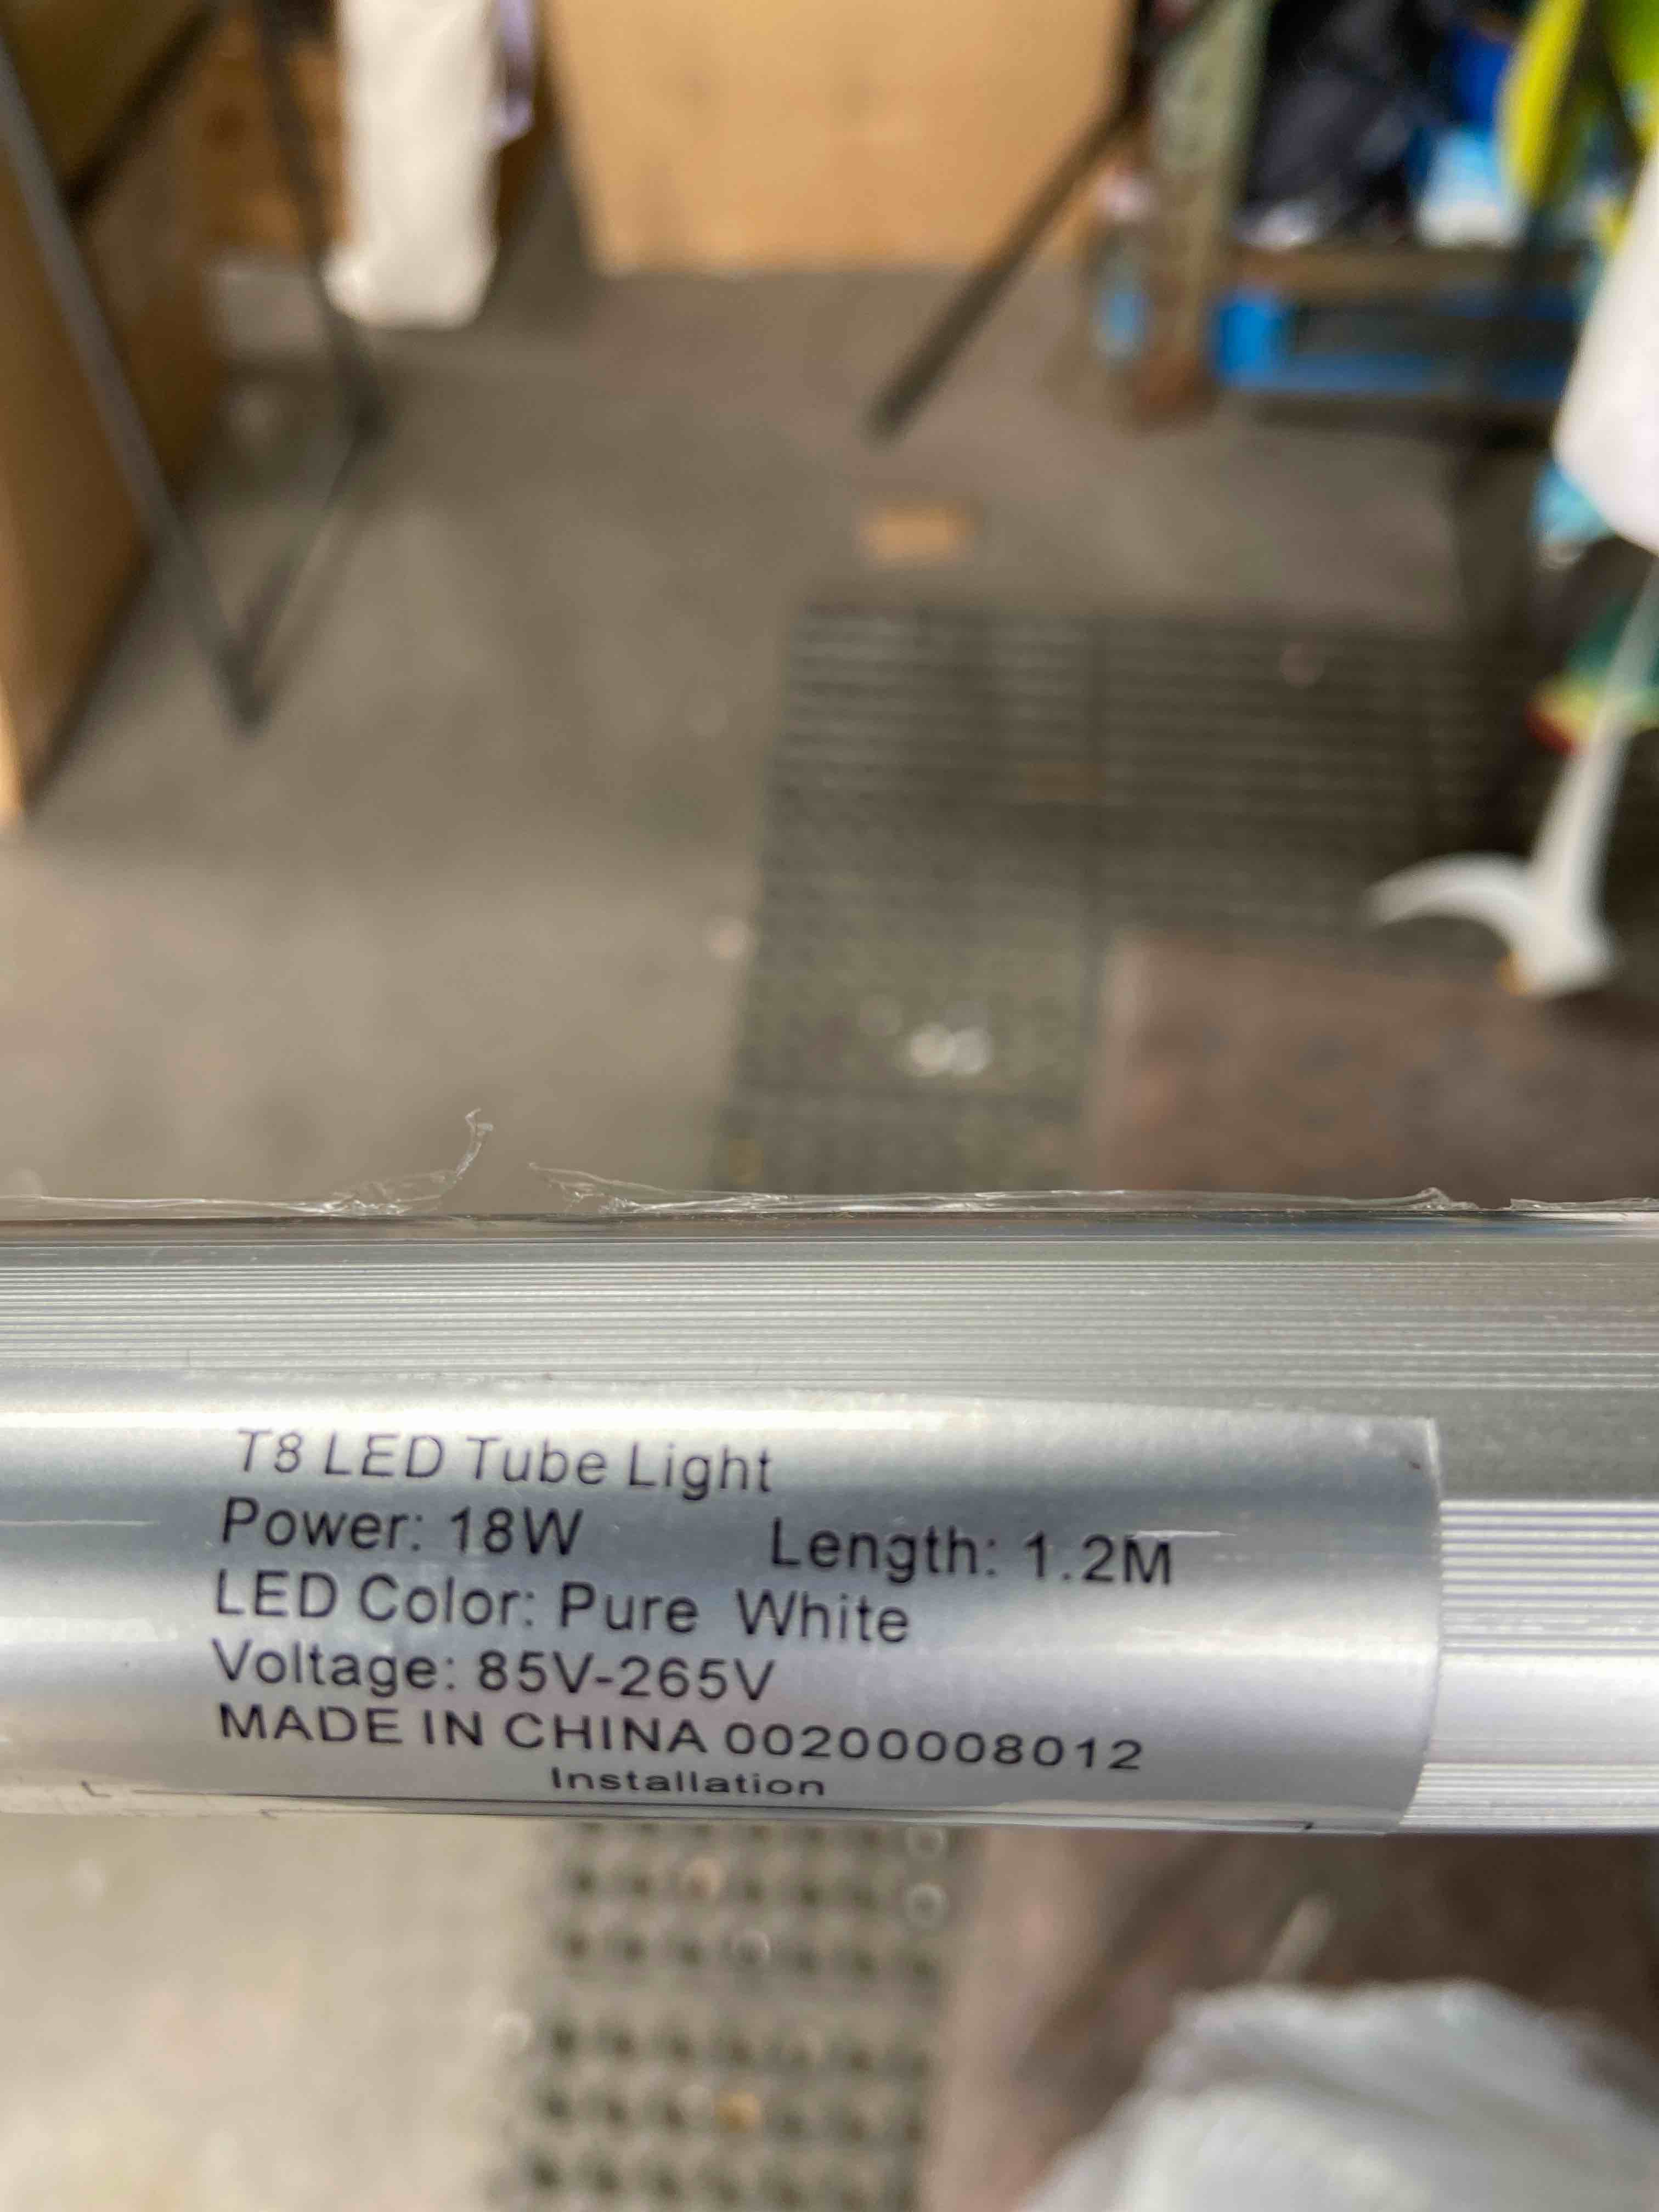 T8 LED Tube Light
Power: 18W Length: 1.2M
LED Color: Pure White
Voltage: 85V-265V
MADE IN CHINA 00200008012
Installation